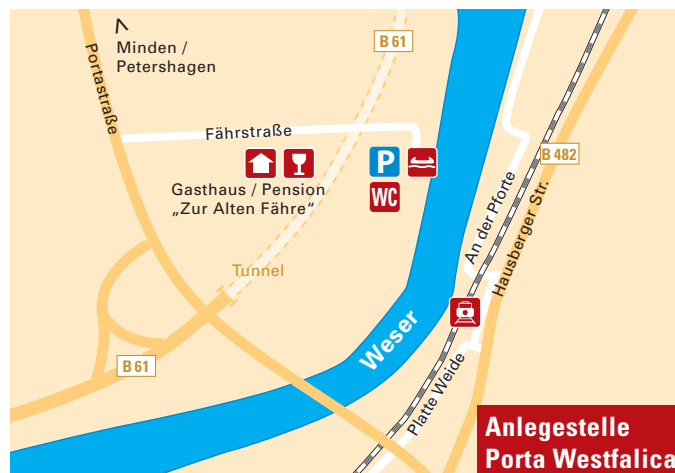 Minden /
Petershagen
B 61
Portastraße
Fährstraße
P
WC
Gasthaus / Pension
„Zur Alten Fähre“
B 482
An der Pforte
Hausberger Str.
Tunnel
Weser
B 61
Platte Weide
Anlegestelle
Porta Westfalica